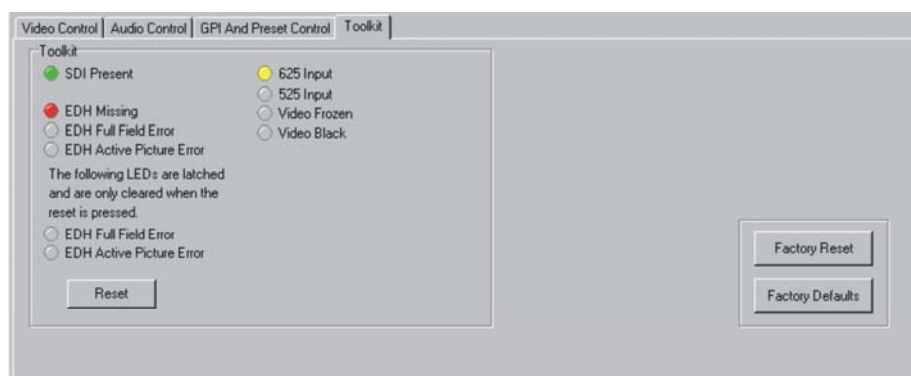 Video Control
Audio Control
GPI And Preset Control
Toolkit
Toolkit
SDI Present
EDH Missing
EDH Full Field Error
EDH Active Picture Error
The following LEDs are latched
and are only cleared when the
reset is pressed.
EDH Full Field Error
EDH Active Picture Error
Reset
625 Input
525 Input
Video Frozen
Video Black
Factory Reset
Factory Defaults